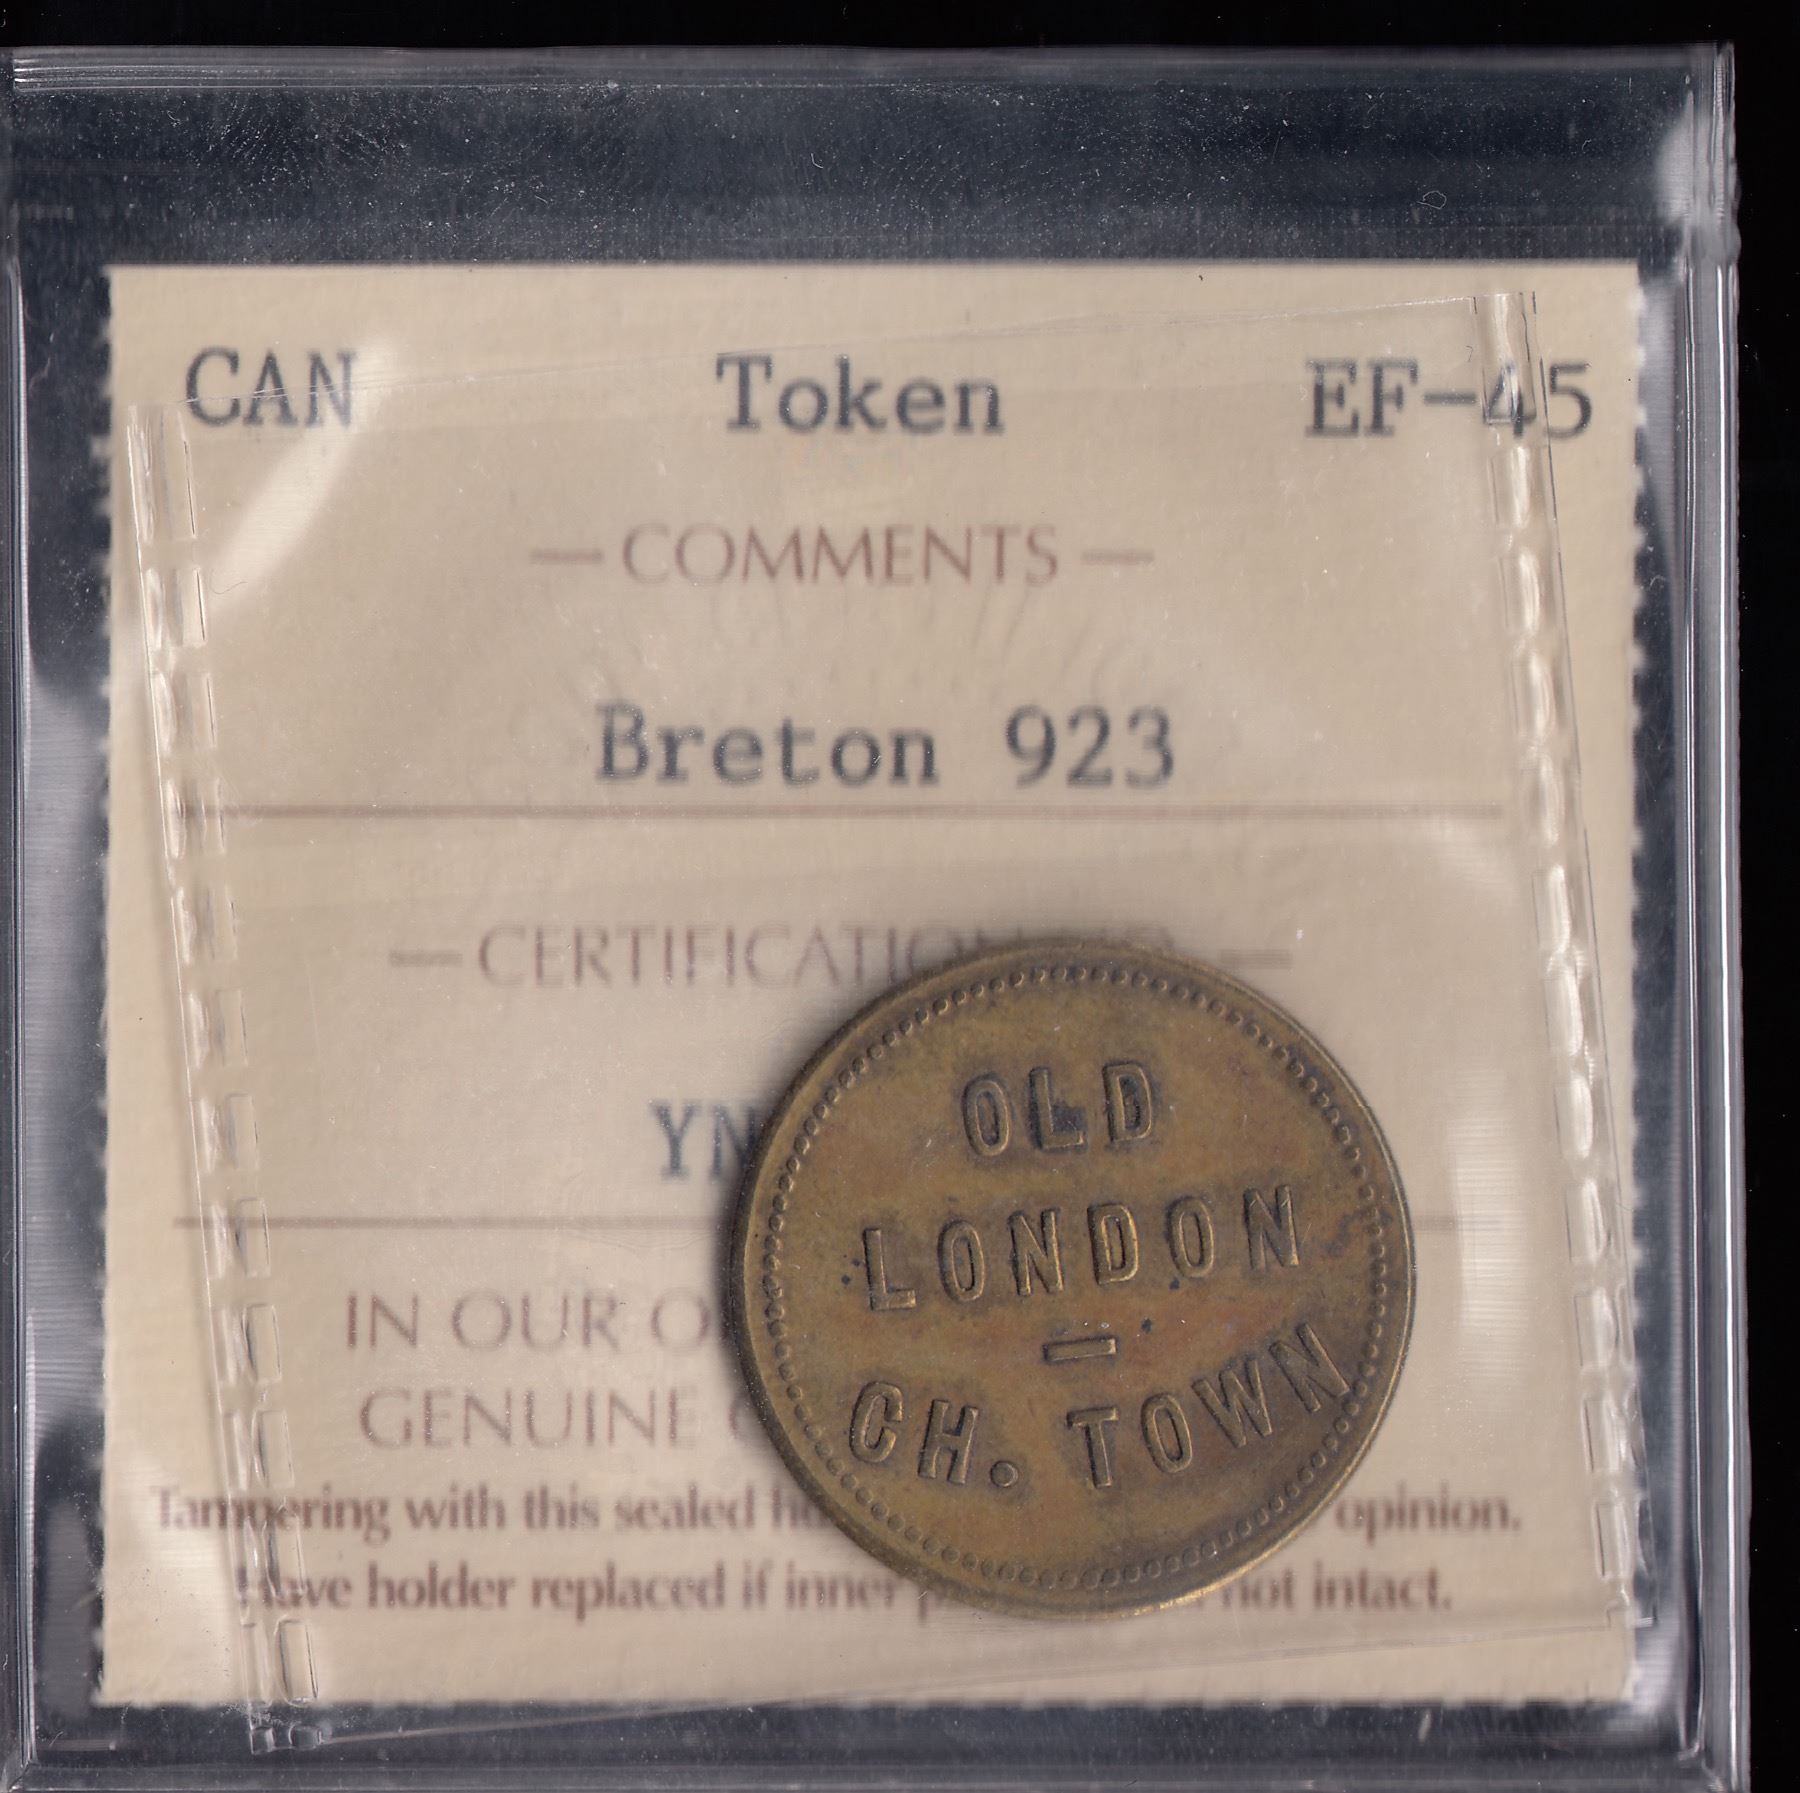 CAN Token EF-45
— COMMENTS —
Breton 923
— CERTIFICATION
YN
IN OUR
GENUINE
Tampering with this sealed opinion.
Have holder replaced if inner not intact.
OLD
LONDON
–
CH. TOWN